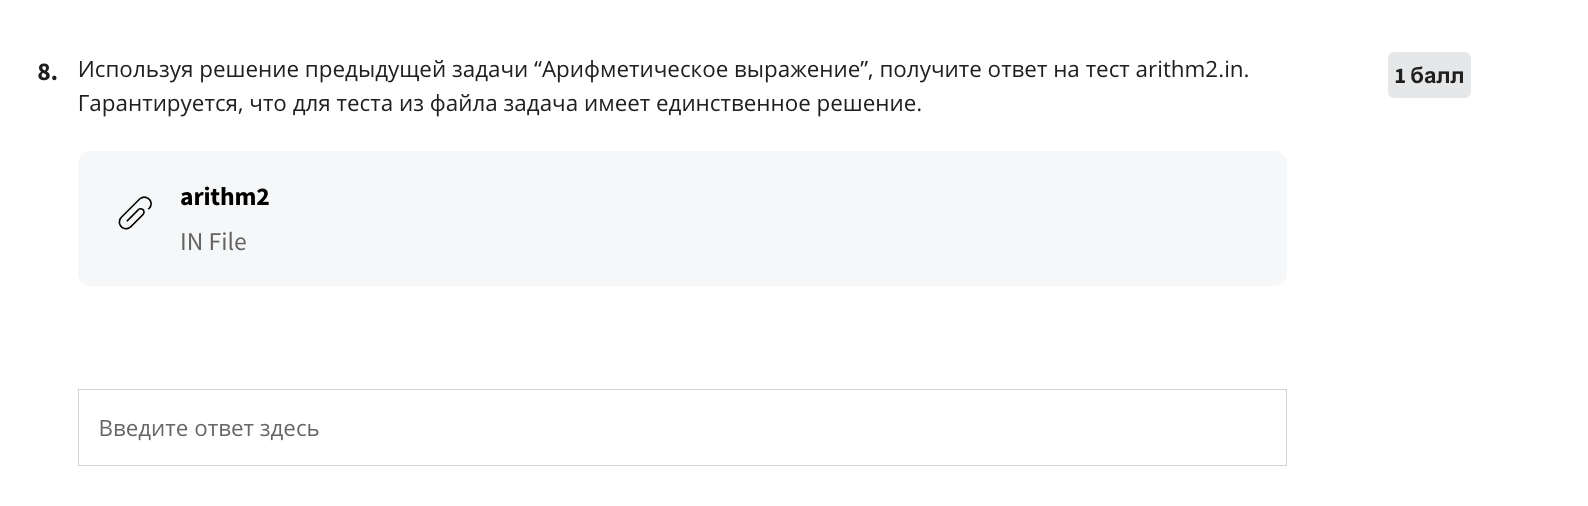 8. Используя решение предыдущей задачи “Арифметическое выражение”, получите ответ на тест arithm2.in.
Гарантируется, что для теста из файла задача имеет единственное решение.
1 балл
arithm2
IN File
Введите ответ здесь